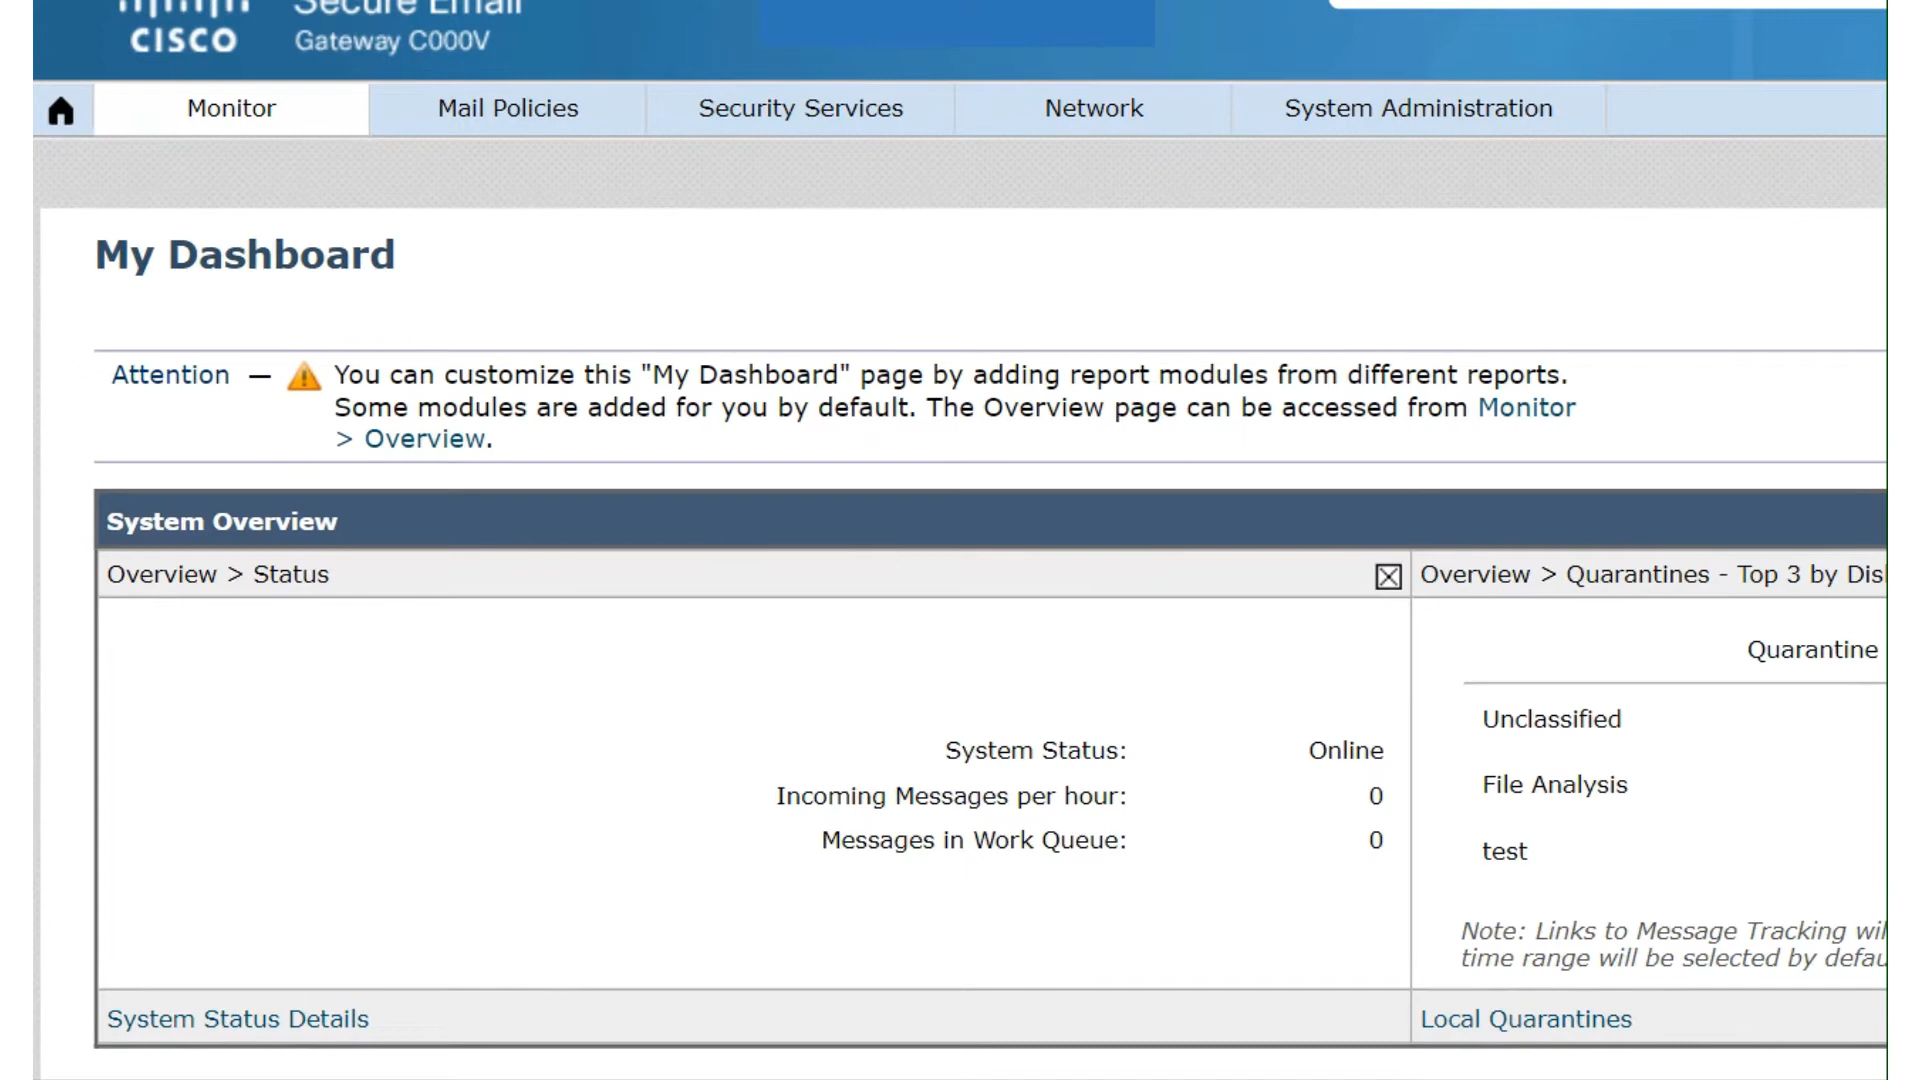 Secure Email
CISCO
Gateway C000V
Monitor
Mail Policies
Security Services
Network
System Administration
My Dashboard
Attention — You can customize this "My Dashboard" page by adding report modules from different reports.
Some modules are added for you by default. The Overview page can be accessed from Monitor
> Overview.
System Overview
Overview > Status
Overview > Quarantines - Top 3 by
Quarantine
Unclassified
File Analysis
test
System Status: Online
Incoming Messages per hour: 0
Messages in Work Queue: 0
Note: Links to Message Tracking
time range will be selected by
System Status Details
Local Quarantines